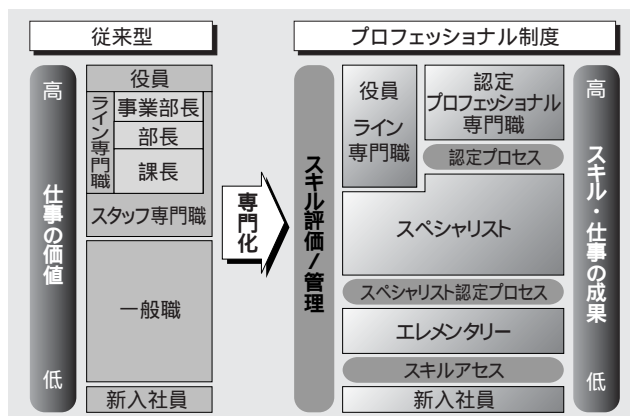 従来型
プロフェッショナル制度
高
仕事の価値
低
役員
ライン専門職
事業部長
部長
課長
スタッフ専門職
一般職
新入社員
専門化
スキル評価/管理
役員
ライン
専門職
認定
プロフェッショナル
専門職
認定プロセス
スペシャリスト
スペシャリスト認定プロセス
エレメンタリー
スキルアセス
新入社員
高
スキル・仕事の成果
低